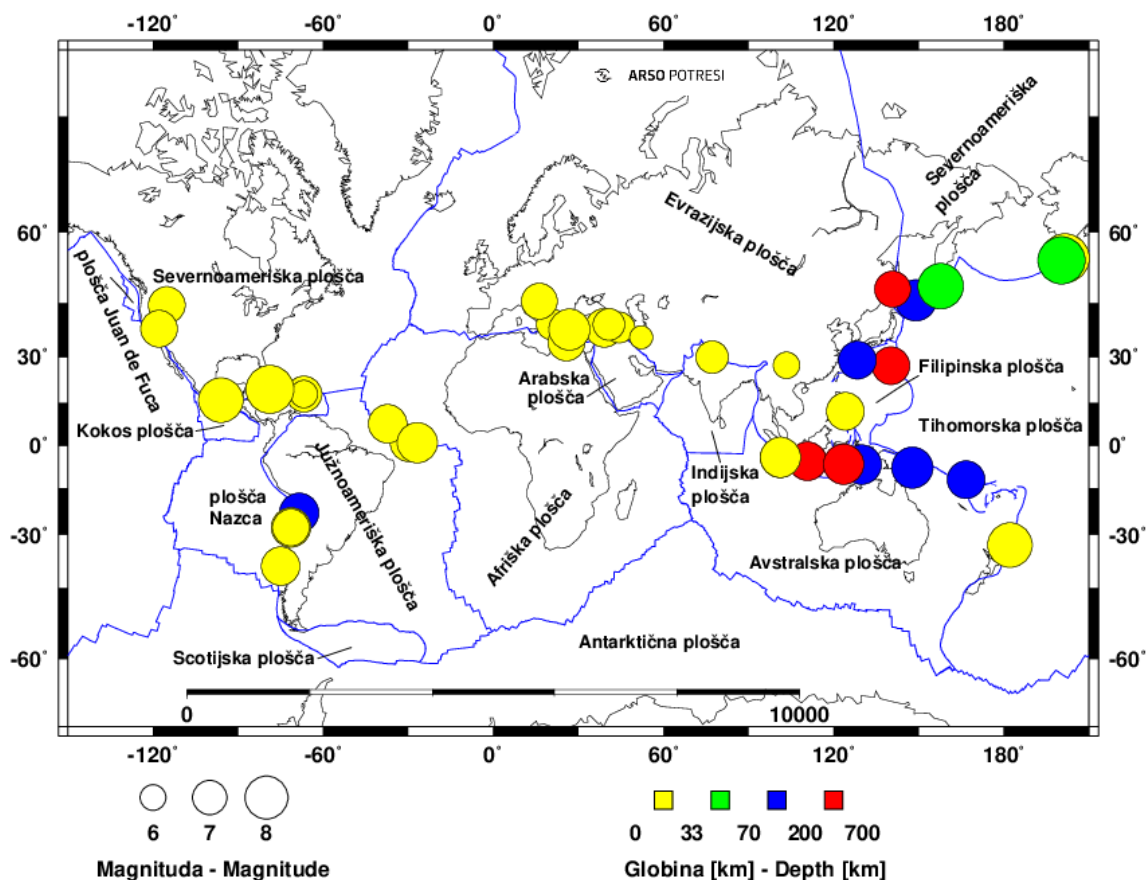 -120° -60° 0° 60° 120° 180°
ARSO POTRESI
Severnoameriška
plošča
Evrazijska plošča
60° 60°
Severnoameriška plošča
plošča Juan de Fuca
30° 30°
Arabska
plošča
Filipinska plošča
Kokos plošča
Tihomorska plošča
0 0
Južnoameriška plošča
Indijska
plošča
plošča
Nazca
Afriška plošča
-30° -30°
Avstralska plošča
Antarktična plošča
Scotijska plošča
-60° -60°
0 10000
-120° -60° 0° 60° 120° 180°
6 7 8
Magnituda - Magnitude
0 33 70 200 700
Globina [km] - Depth [km]